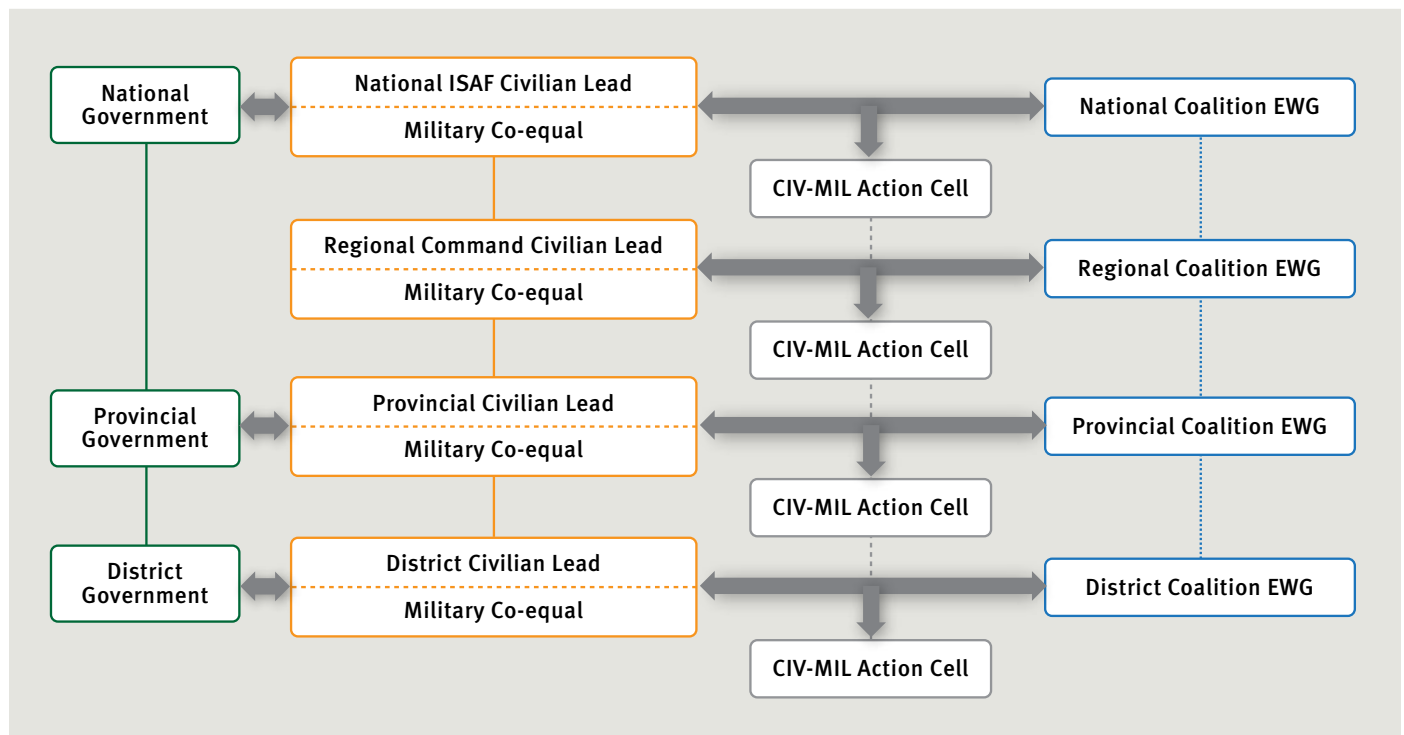 National
Government
National ISAF Civilian Lead
Military Co-equal
National Coalition EWG
CIV-MIL Action Cell
Regional Command Civilian Lead
Military Co-equal
Regional Coalition EWG
CIV-MIL Action Cell
Provincial
Government
Provincial Civilian Lead
Military Co-equal
Provincial Coalition EWG
CIV-MIL Action Cell
District
Government
District Civilian Lead
Military Co-equal
District Coalition EWG
CIV-MIL Action Cell